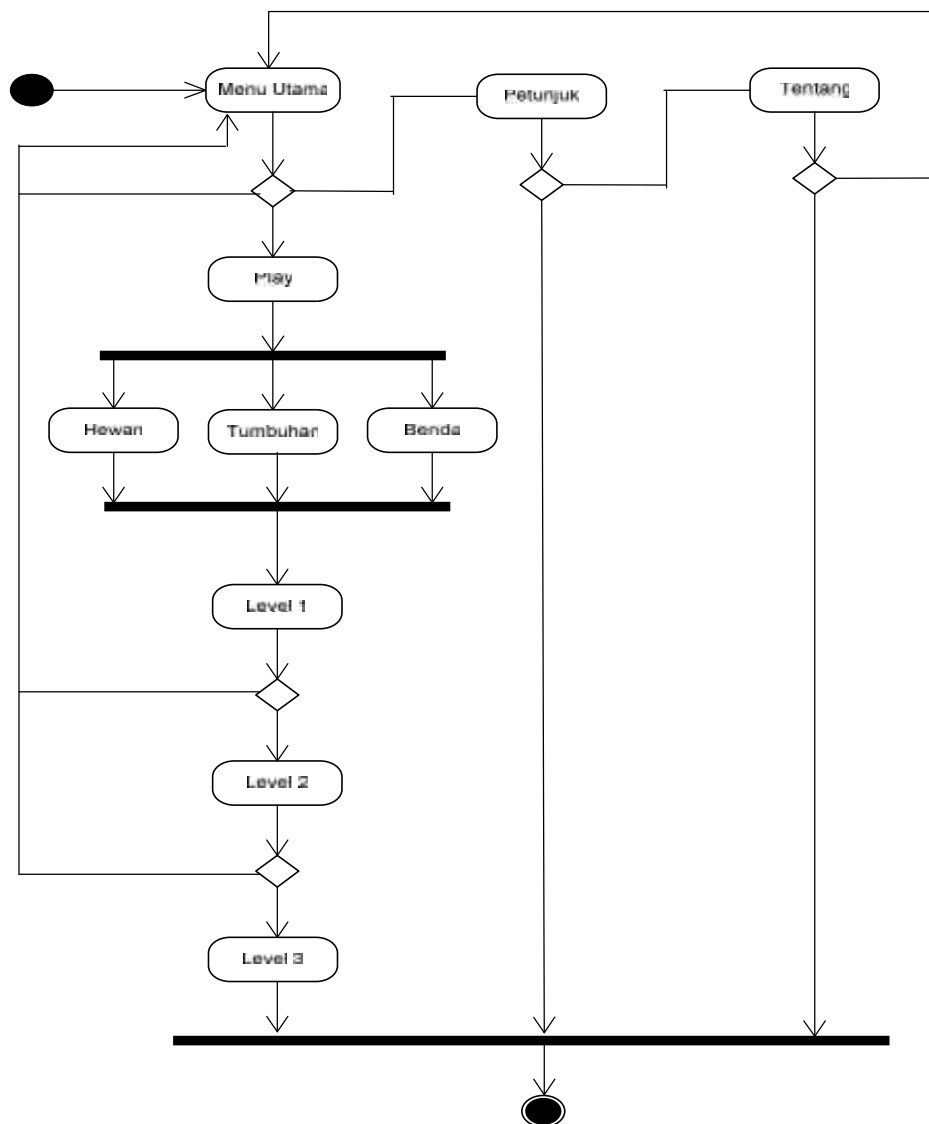 Menu Utama
Petunjuk
Tentang
Play
Hewan
Tumbuhan
Benda
Level 1
Level 2
Level 3